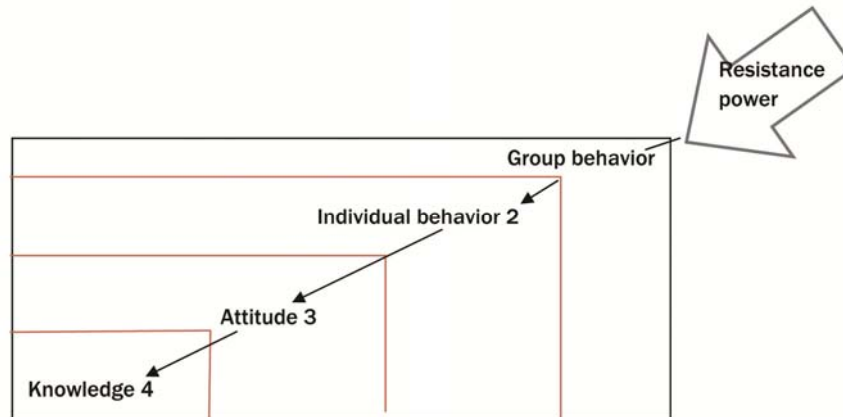 Resistance
power
Group behavior
Individual behavior 2
Attitude 3
Knowledge 4